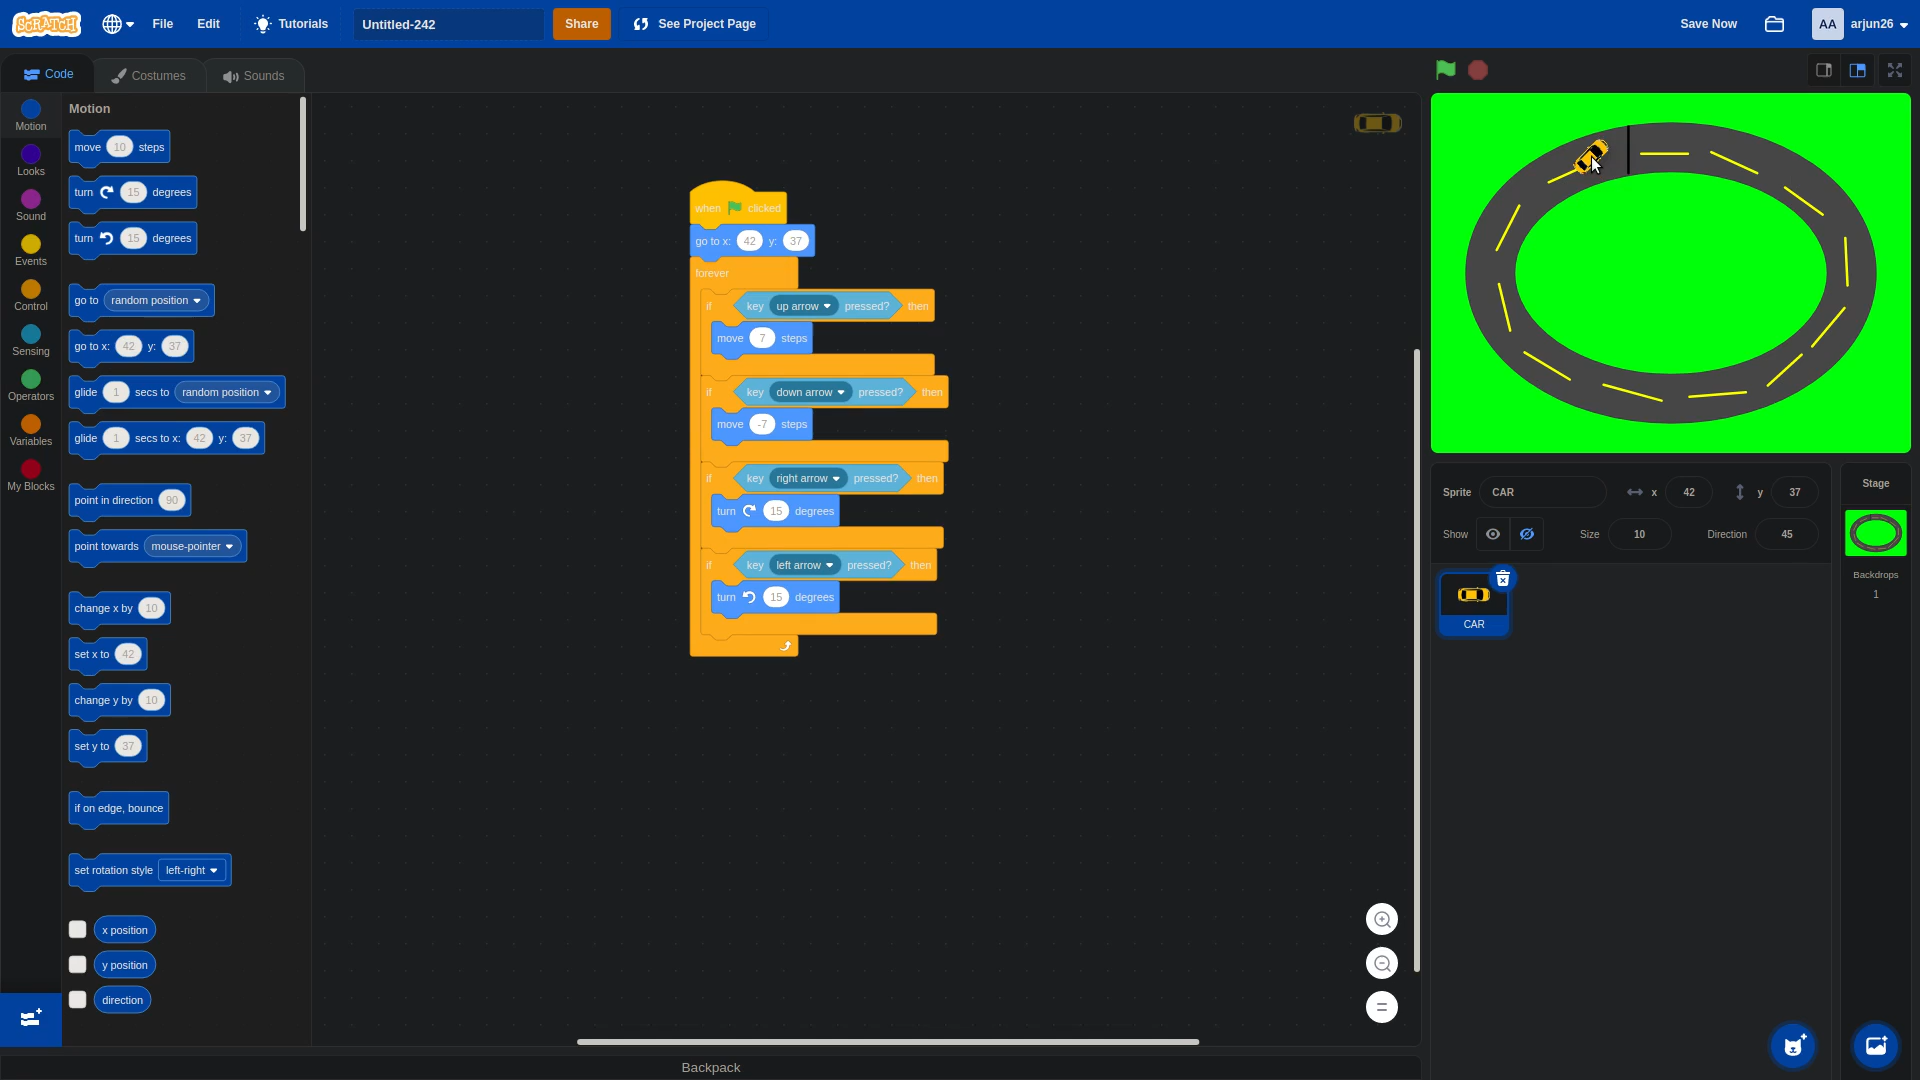 SCRATCH
File
Edit
Tutorials
Untitled-242
Share
See Project Page
Save Now
AA
arjun26
Code
Costumes
Sounds
Motion
Looks
Sound
Events
Control
Sensing
Operators
Variables
My Blocks
Motion
move 10 steps
turn 15 degrees
turn 15 degrees
go to random position
go to x: 42 y: 37
glide 1 secs to random position
glide 1 secs to x: 42 y: 37
point in direction 90
point towards mouse-pointer
change x by 10
set x to 42
change y by 10
set y to 37
if on edge, bounce
set rotation style left-right
x position
y position
direction
when clicked
go to x: 42 y: 37
forever
if key up arrow pressed? then
move 7 steps
if key down arrow pressed? then
move -7 steps
if key right arrow pressed? then
turn 15 degrees
if key left arrow pressed? then
turn 15 degrees
Backpack
Sprite CAR x 42 y 37
Show Size 10 Direction 45
CAR
Stage
Backdrops
1